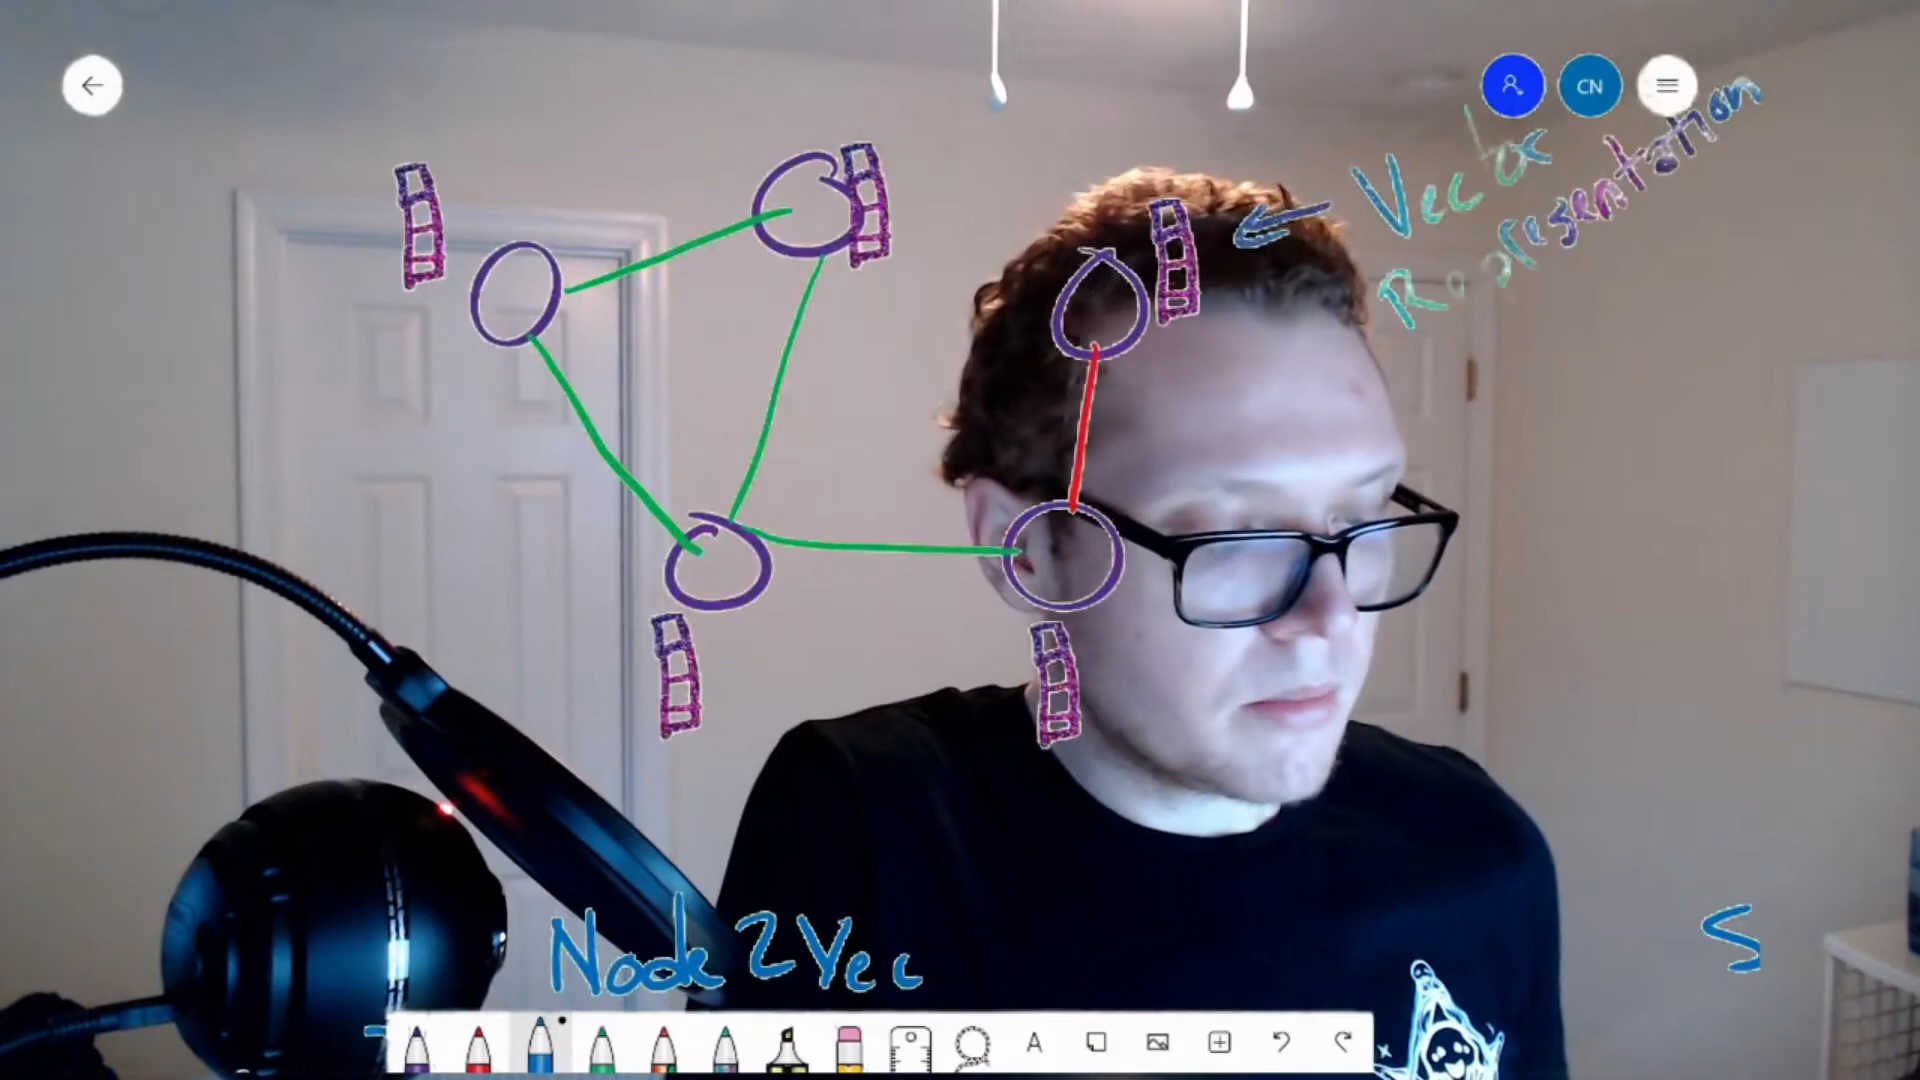 CN
Vector
Representation
Node2Vec
S
A